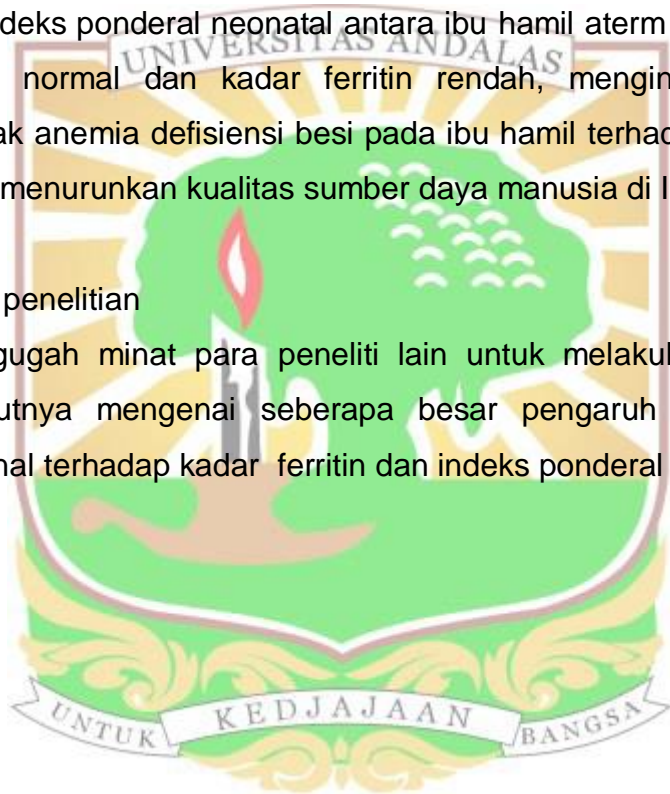 deks ponderal neonatal antara ibu hamil aterm
UNIVERSITAS ANDALAS
normal dan kadar ferritin rendah, mengin
ak anemia defisiensi besi pada ibu hamil terhad
menurunkan kualitas sumber daya manusia di I
penelitian
gugah minat para peneliti lain untuk melakuk
utnya mengenai seberapa besar pengaruh
nal terhadap kadar ferritin dan indeks ponderal
UNTUK KEDJAJAAN BANGSA